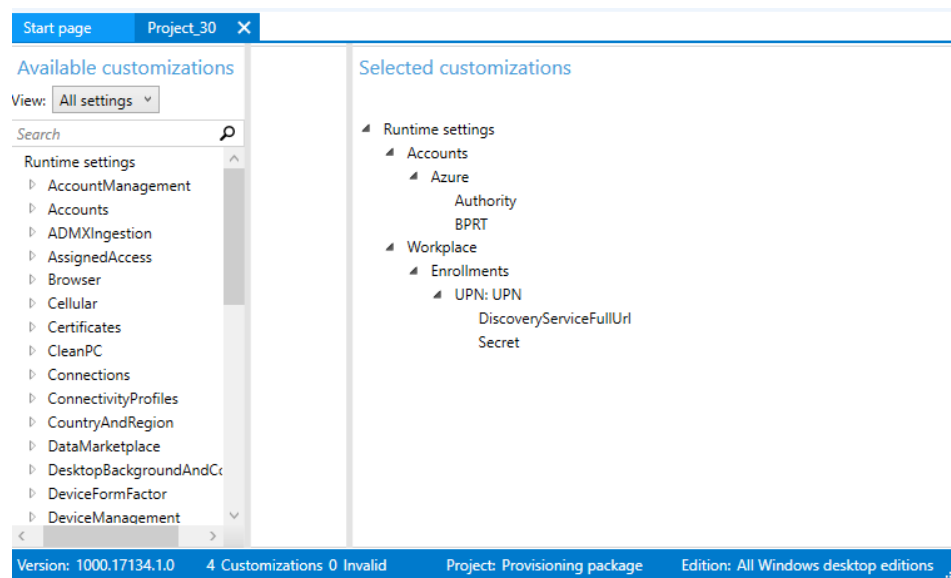 Start page Project_30
Available customizations
View: All settings
Search
Runtime settings
AccountManagement
Accounts
ADMXIngestion
AssignedAccess
Browser
Cellular
Certificates
CleanPC
Connections
ConnectivityProfiles
CountryAndRegion
DataMarketplace
DesktopBackgroundAndCo
DeviceFormFactor
DeviceManagement
Selected customizations
Runtime settings
Accounts
Azure
Authority
BPRT
Workplace
Enrollments
UPN: UPN
DiscoveryServiceFullUrl
Secret
Version: 1000.17134.1.0 4 Customizations 0 Invalid Project: Provisioning package Edition: All Windows desktop editions